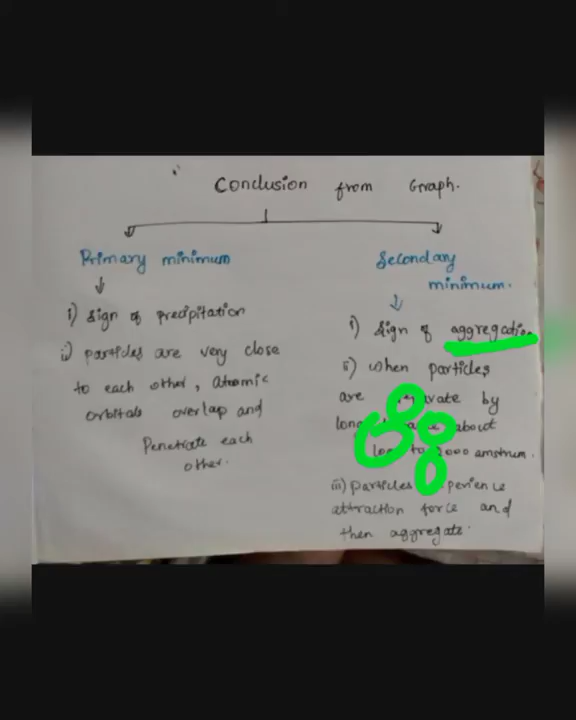 Conclusion from Graph.
Primary minimum
i) Sign of Precipitation
ii) particles are very close
to each other, atomic
orbitals overlap and
Penetrate each
other.
Secondary
minimum.
i) Sign of aggregation
ii) when particles
are by
about
to 2000 amstrum.
iii) particles
attraction force and
then aggregate.